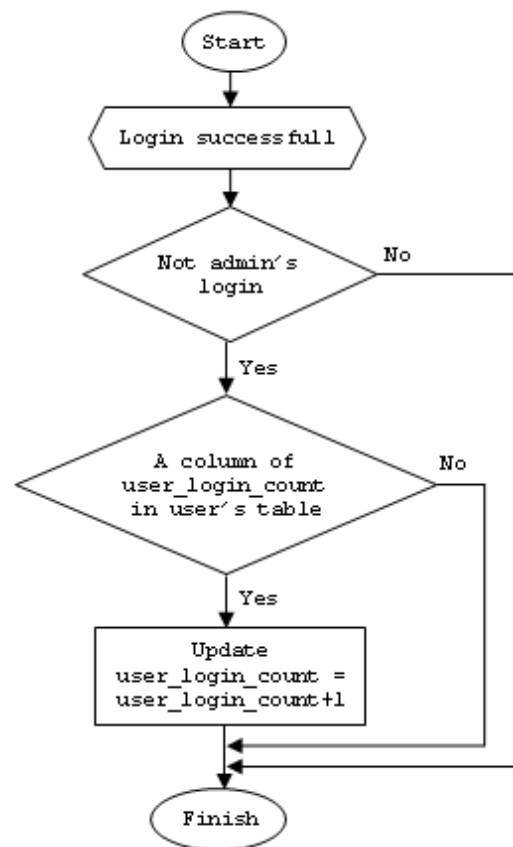 Start
Login successfull
Not admin's
login
No
Yes
A column of
user_login_count
in user's table
No
Yes
Update
user_login_count =
user_login_count+1
Finish